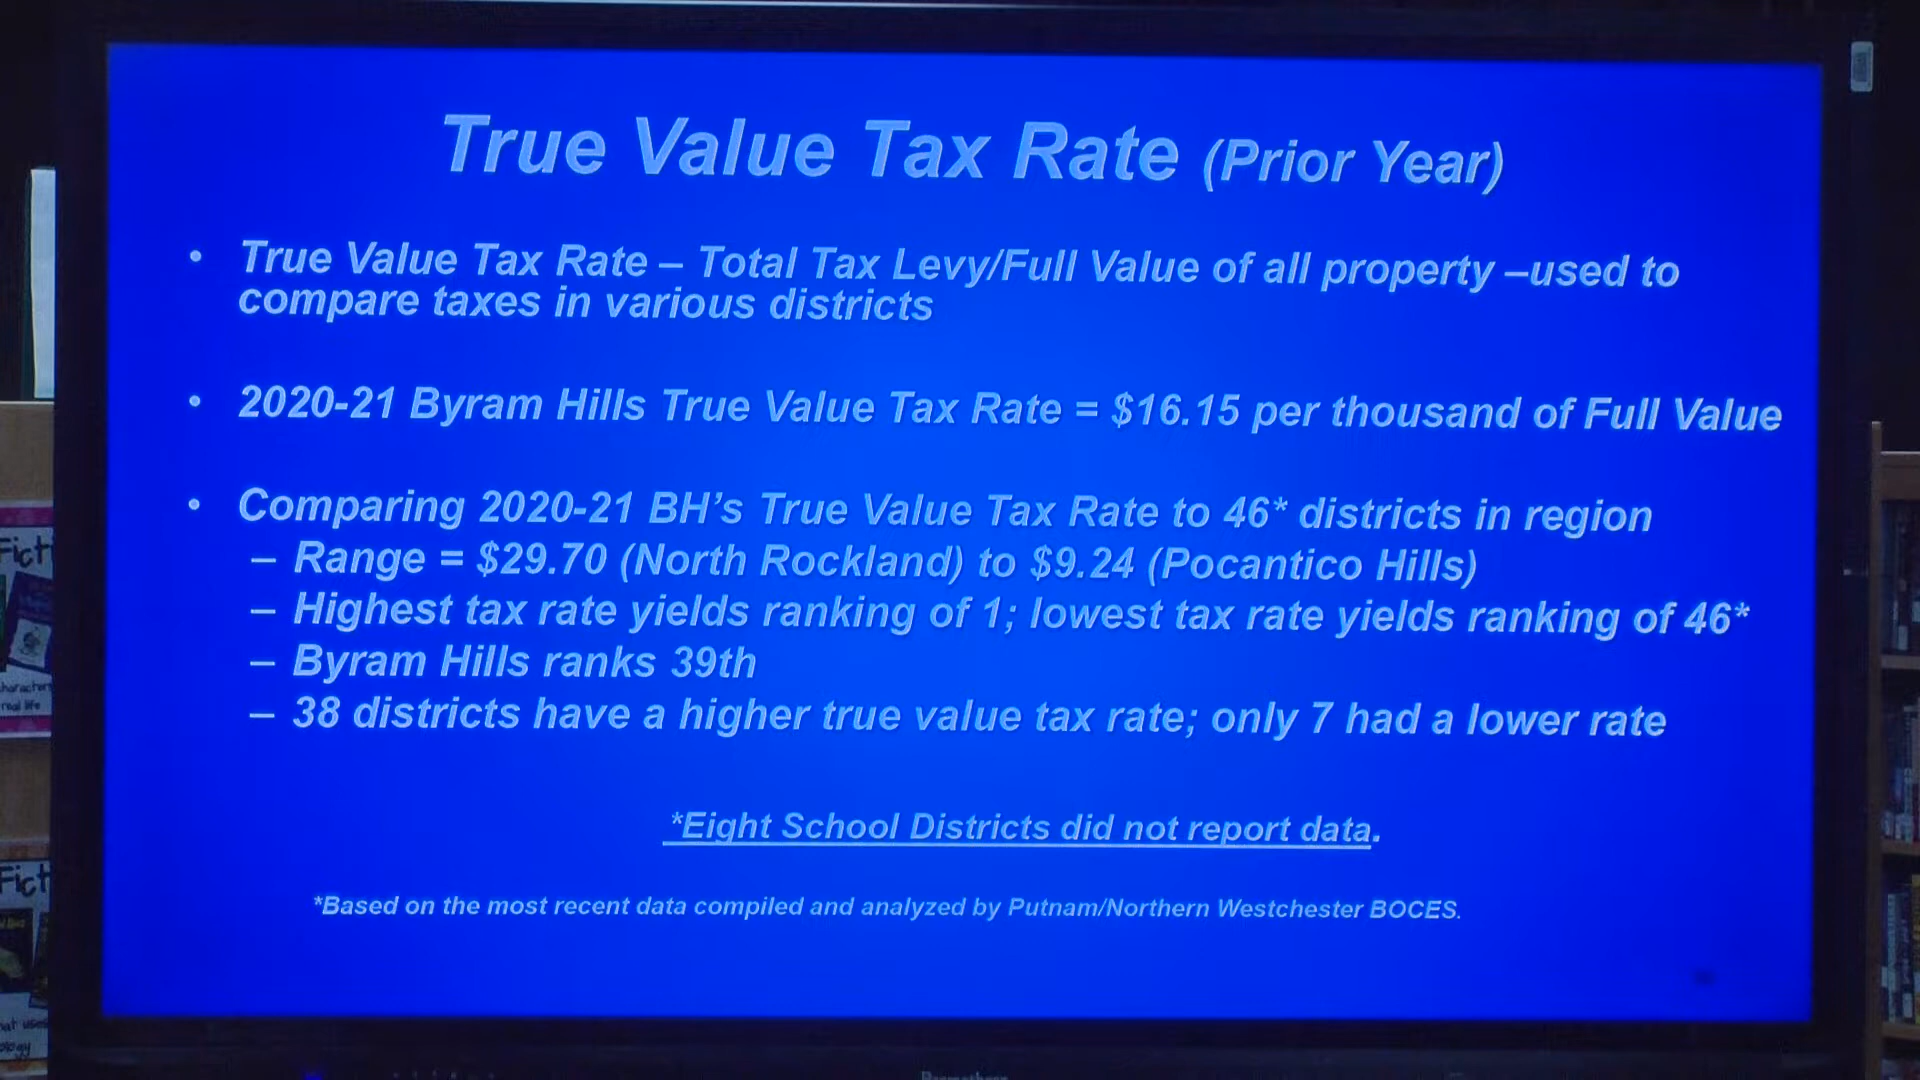 True Value Tax Rate (Prior Year)
• True Value Tax Rate – Total Tax Levy/Full Value of all property –used to
compare taxes in various districts
• 2020-21 Byram Hills True Value Tax Rate = $16.15 per thousand of Full Value
• Comparing 2020-21 BH’s True Value Tax Rate to 46* districts in region
– Range = $29.70 (North Rockland) to $9.24 (Pocantico Hills)
– Highest tax rate yields ranking of 1; lowest tax rate yields ranking of 46*
– Byram Hills ranks 39th
– 38 districts have a higher true value tax rate; only 7 had a lower rate
*Eight School Districts did not report data.
*Based on the most recent data compiled and analyzed by Putnam/Northern Westchester BOCES.
Fict
real life
Fict